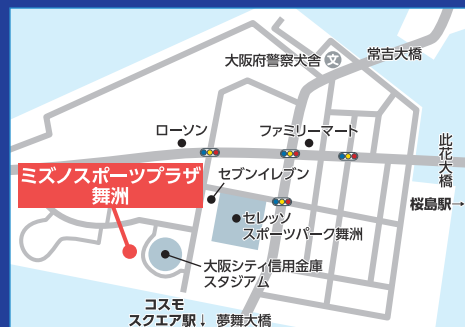 大阪府警察犬舎
文
常吉大橋
ローソン
ファミリーマート
此花大橋
ミズノスポーツプラザ
舞洲
セブンイレブン
桜島駅→
セレッソ
スポーツパーク舞洲
大阪シティ信用金庫
スタジアム
コスモ
スクエア駅↓
夢舞大橋